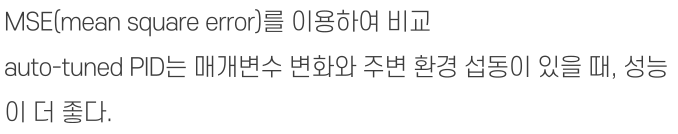 MSE(mean square error)를 이용하여 비교
auto-tuned PID는 매개변수 변화와 주변 환경 섭동이 있을 때, 성능
이 더 좋다.